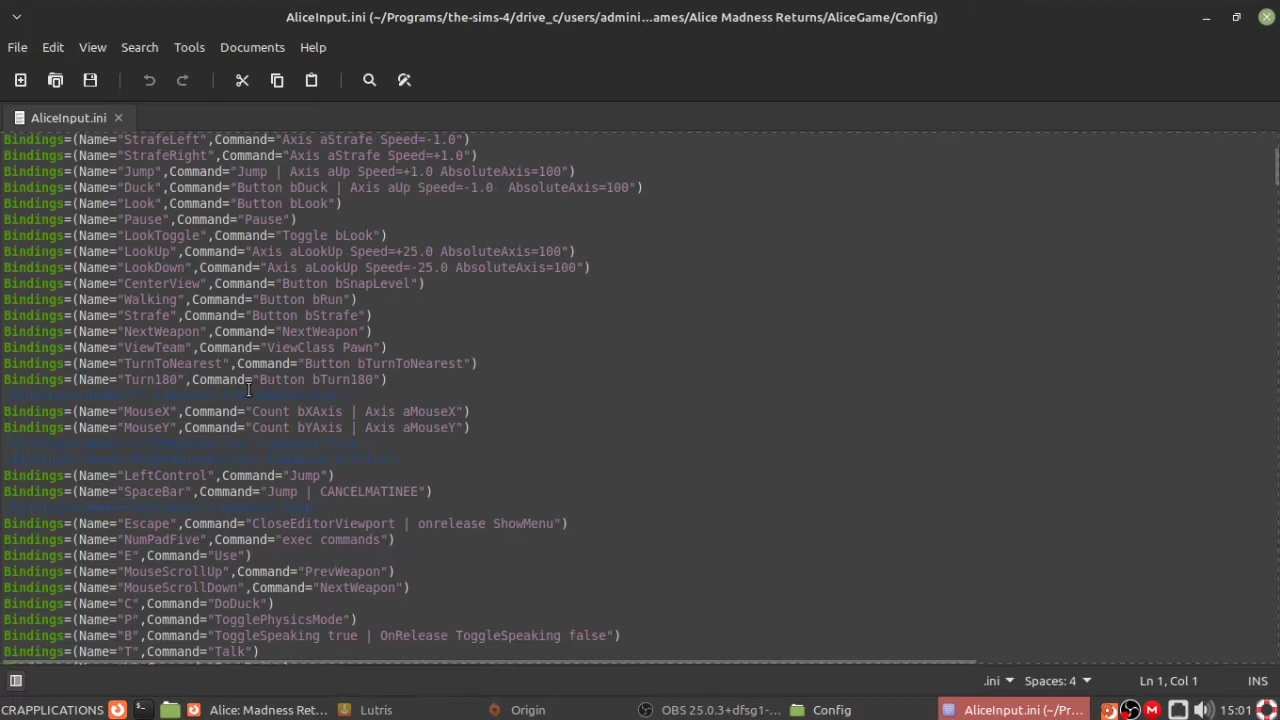 AliceInput.ini (~/Programs/the-sims-4/drive_c/users/admini...ames/Alice Madness Returns/AliceGame/Config)
File Edit View Search Tools Documents Help
AliceInput.ini
Bindings=(Name="StrafeLeft",Command="Axis aStrafe Speed=-1.0")
Bindings=(Name="StrafeRight",Command="Axis aStrafe Speed=+1.0")
Bindings=(Name="Jump",Command="Jump | Axis aUp Speed=+1.0 AbsoluteAxis=100")
Bindings=(Name="Duck",Command="Button bDuck | Axis aUp Speed=-1.0  AbsoluteAxis=100")
Bindings=(Name="Look",Command="Button bLook")
Bindings=(Name="Pause",Command="Pause")
Bindings=(Name="LookToggle",Command="Toggle bLook")
Bindings=(Name="LookUp",Command="Axis aLookUp Speed=+25.0 AbsoluteAxis=100")
Bindings=(Name="LookDown",Command="Axis aLookUp Speed=-25.0 AbsoluteAxis=100")
Bindings=(Name="CenterView",Command="Button bSnapLevel")
Bindings=(Name="Walking",Command="Button bRun")
Bindings=(Name="Strafe",Command="Button bStrafe")
Bindings=(Name="NextWeapon",Command="NextWeapon")
Bindings=(Name="ViewTeam",Command="ViewClass Pawn")
Bindings=(Name="TurnToNearest",Command="Button bTurnToNearest")
Bindings=(Name="Turn180",Command="Button bTurn180")
Bindings=(Name="MouseX",Command="Count bXAxis | Axis aMouseX")
Bindings=(Name="MouseY",Command="Count bYAxis | Axis aMouseY")
Bindings=(Name="LeftControl",Command="Jump")
Bindings=(Name="SpaceBar",Command="Jump | CANCELMATINEE")
Bindings=(Name="Escape",Command="CloseEditorViewport | onrelease ShowMenu")
Bindings=(Name="NumPadFive",Command="exec commands")
Bindings=(Name="E",Command="Use")
Bindings=(Name="MouseScrollUp",Command="PrevWeapon")
Bindings=(Name="MouseScrollDown",Command="NextWeapon")
Bindings=(Name="C",Command="DoDuck")
Bindings=(Name="P",Command="TogglePhysicsMode")
Bindings=(Name="B",Command="ToggleSpeaking true | OnRelease ToggleSpeaking false")
Bindings=(Name="T",Command="Talk")
.ini Spaces: 4 Ln 1, Col 1 INS
CRAPPLICATIONS Alice: Madness Ret... Lutris Origin OBS 25.0.3+dfsg1-... Config AliceInput.ini (~/Pr... 15:01